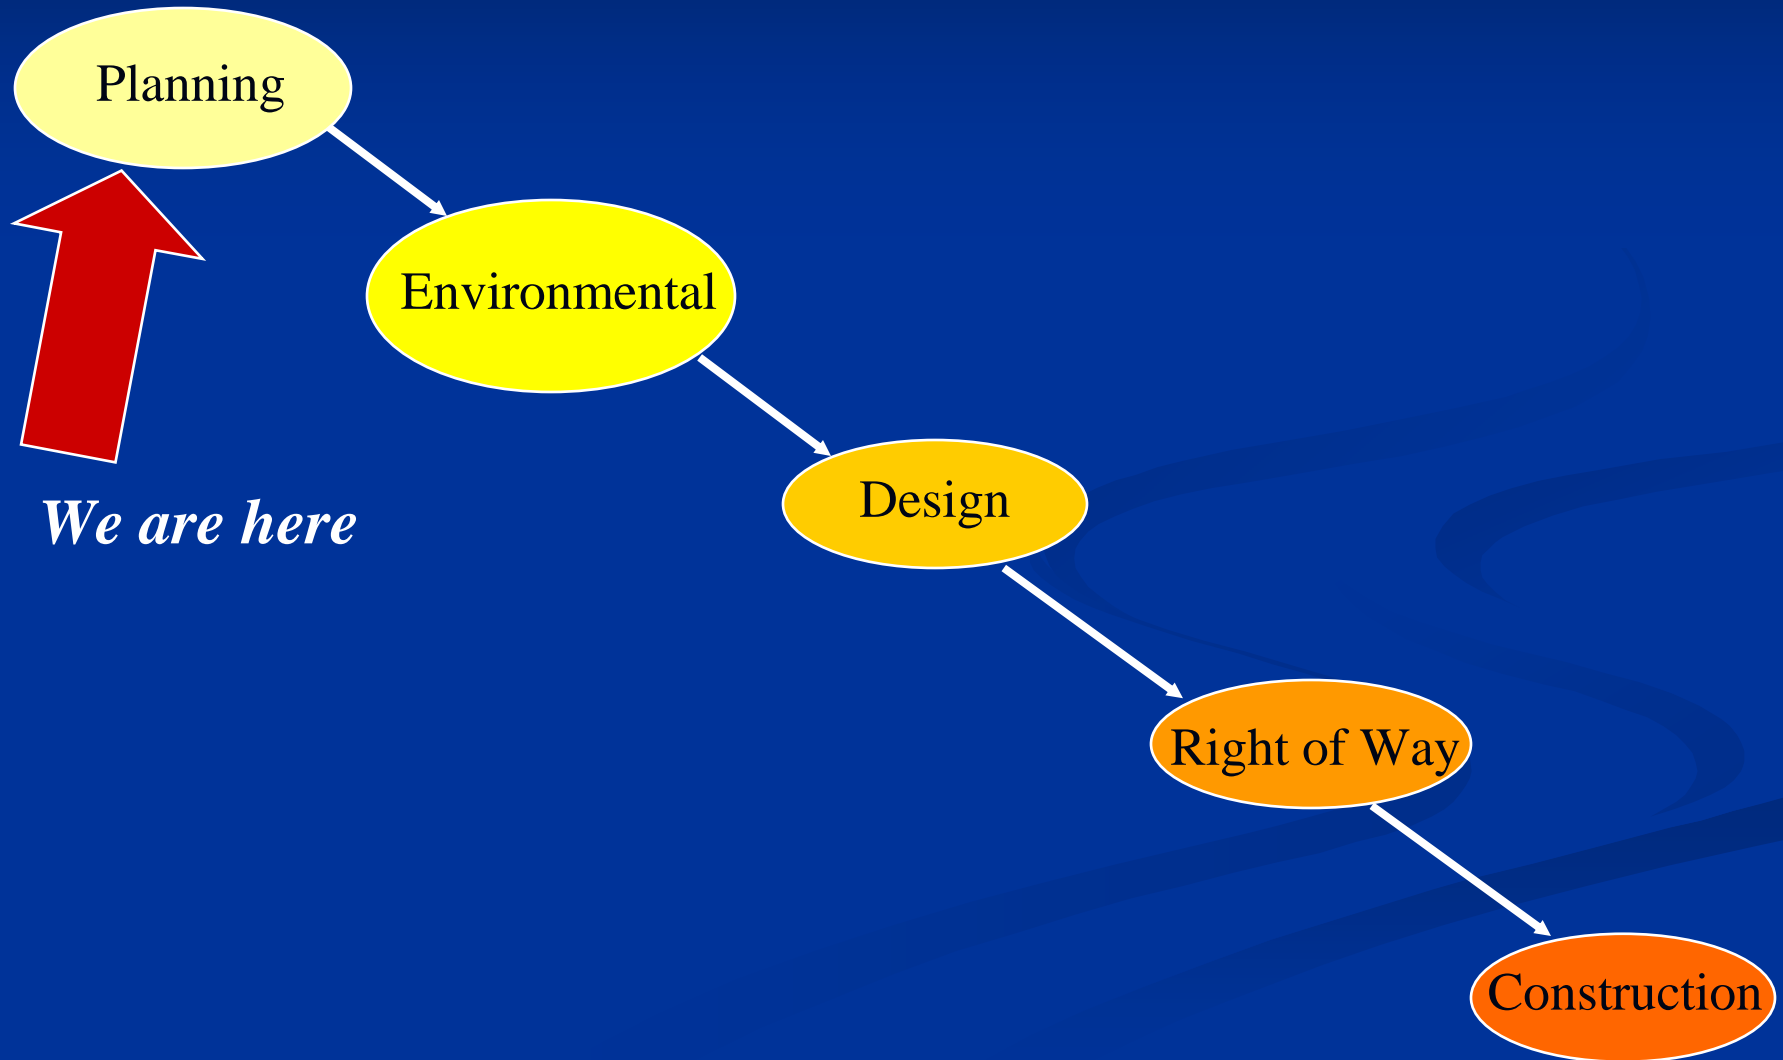 Planning
Environmental
Design
We are here
Right of Way
Construction